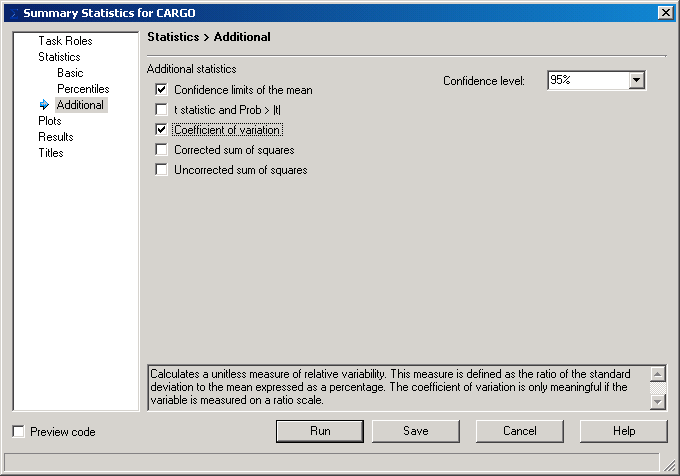 Summary Statistics for CARGO
Task Roles
Statistics
Basic
Percentiles
Additional
Plots
Results
Titles
Statistics > Additional
Additional statistics
Confidence limits of the mean
t statistic and Prob > |t|
Coefficient of variation
Corrected sum of squares
Uncorrected sum of squares
Confidence level:
95%
Calculates a unitless measure of relative variability. This measure is defined as the ratio of the standard
deviation to the mean expressed as a percentage. The coefficient of variation is only meaningful if the
variable is measured on a ratio scale.
Preview code
Run
Save
Cancel
Help